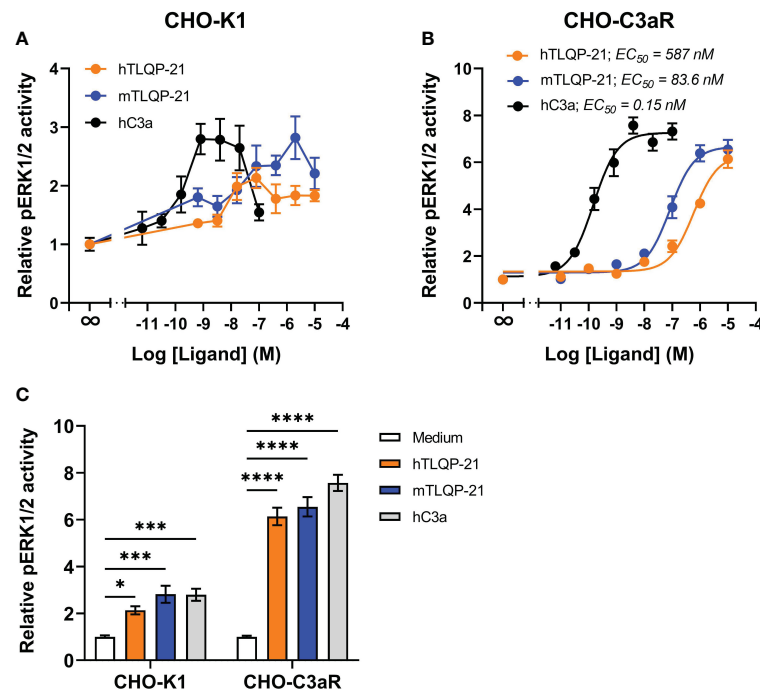 CHO-K1
CHO-C3aR
A
B
hTLQP-21
mTLQP-21
hC3a
hTLQP-21; EC50 = 587 nM
mTLQP-21; EC50 = 83.6 nM
hC3a; EC50 = 0.15 nM
Relative pERK1/2 activity
4
3
2
1
0
∞
-11 -10 -9 -8 -7 -6 -5 -4
Log [Ligand] (M)
Relative pERK1/2 activity
10
8
6
4
2
0
∞
-11 -10 -9 -8 -7 -6 -5 -4
Log [Ligand] (M)
C
Relative pERK1/2 activity
10
8
6
4
2
0
*
***
***
****
****
****
CHO-K1
CHO-C3aR
Medium
hTLQP-21
mTLQP-21
hC3a